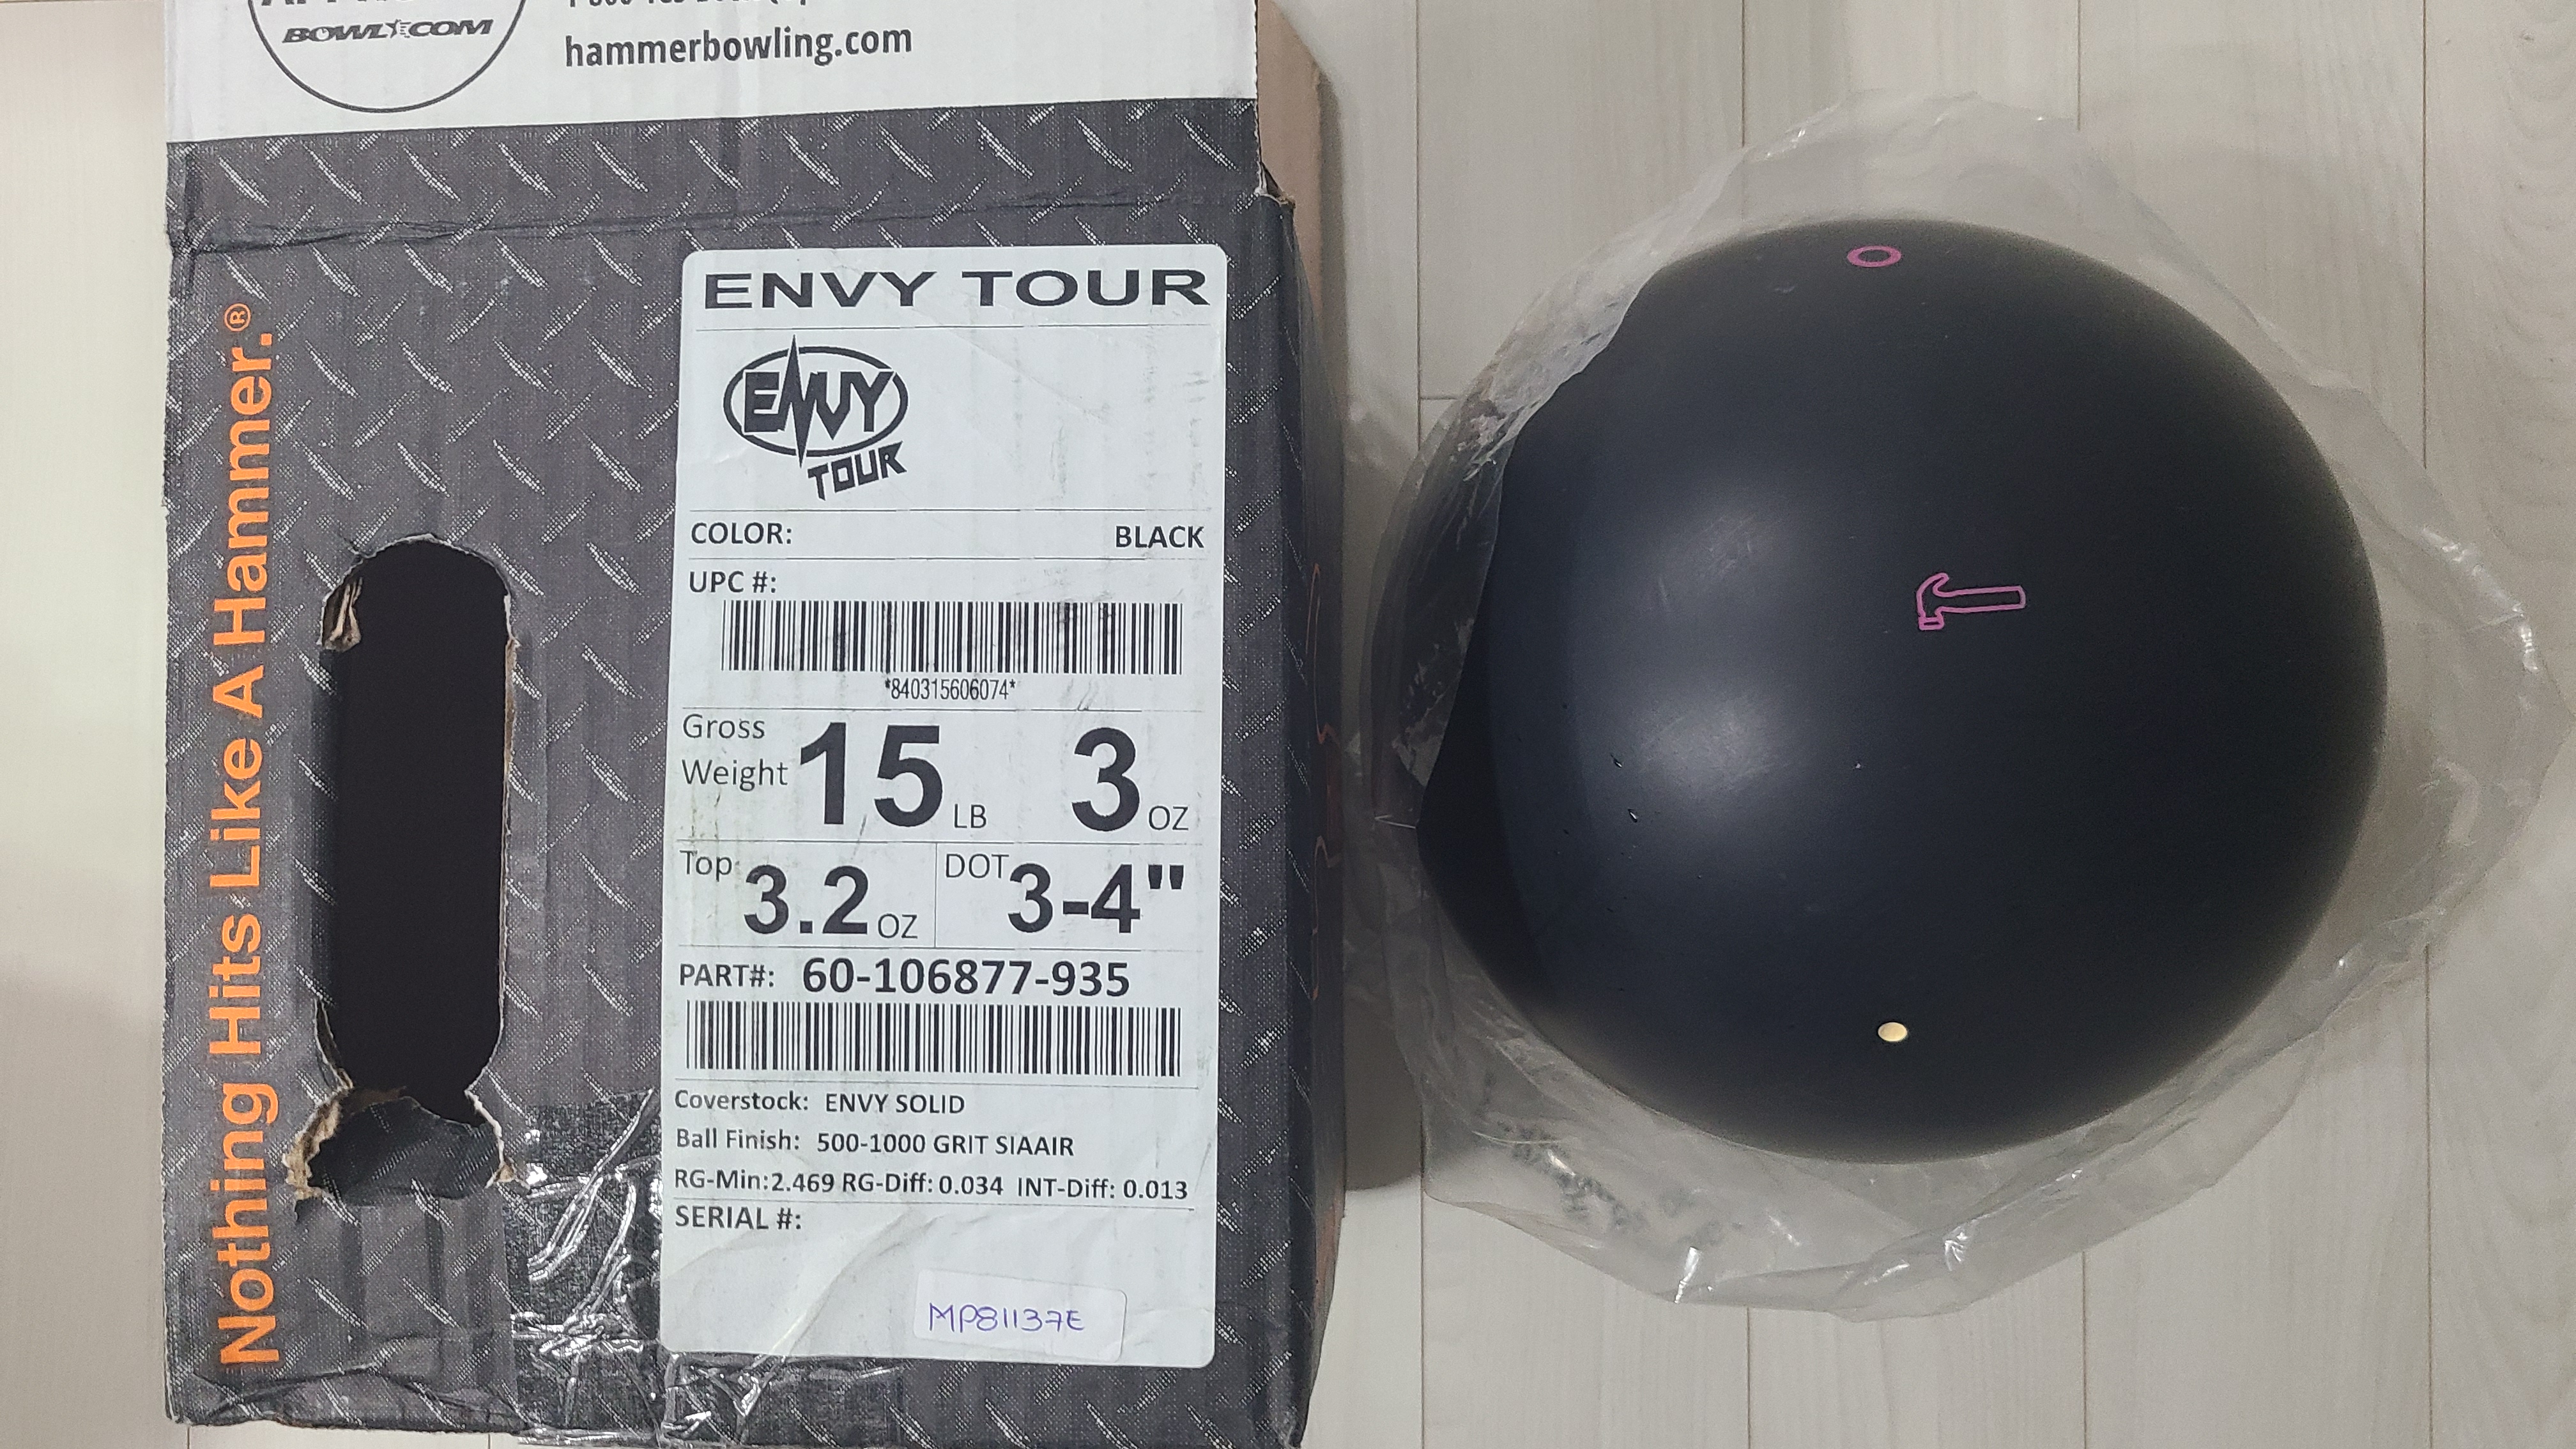 BOWL COM
hammerbowling.com
Nothing Hits Like A Hammer.®
ENVY TOUR
ENVY
TOUR
COLOR: BLACK
UPC #:
*840315606074*
Gross
Weight 15 LB 3 OZ
Top 3.2 OZ DOT 3-4"
PART#: 60-106877-935
Coverstock: ENVY SOLID
Ball Finish: 500-1000 GRIT SIAAIR
RG-Min:2.469 RG-Diff: 0.034 INT-Diff: 0.013
SERIAL #:
MP81137E